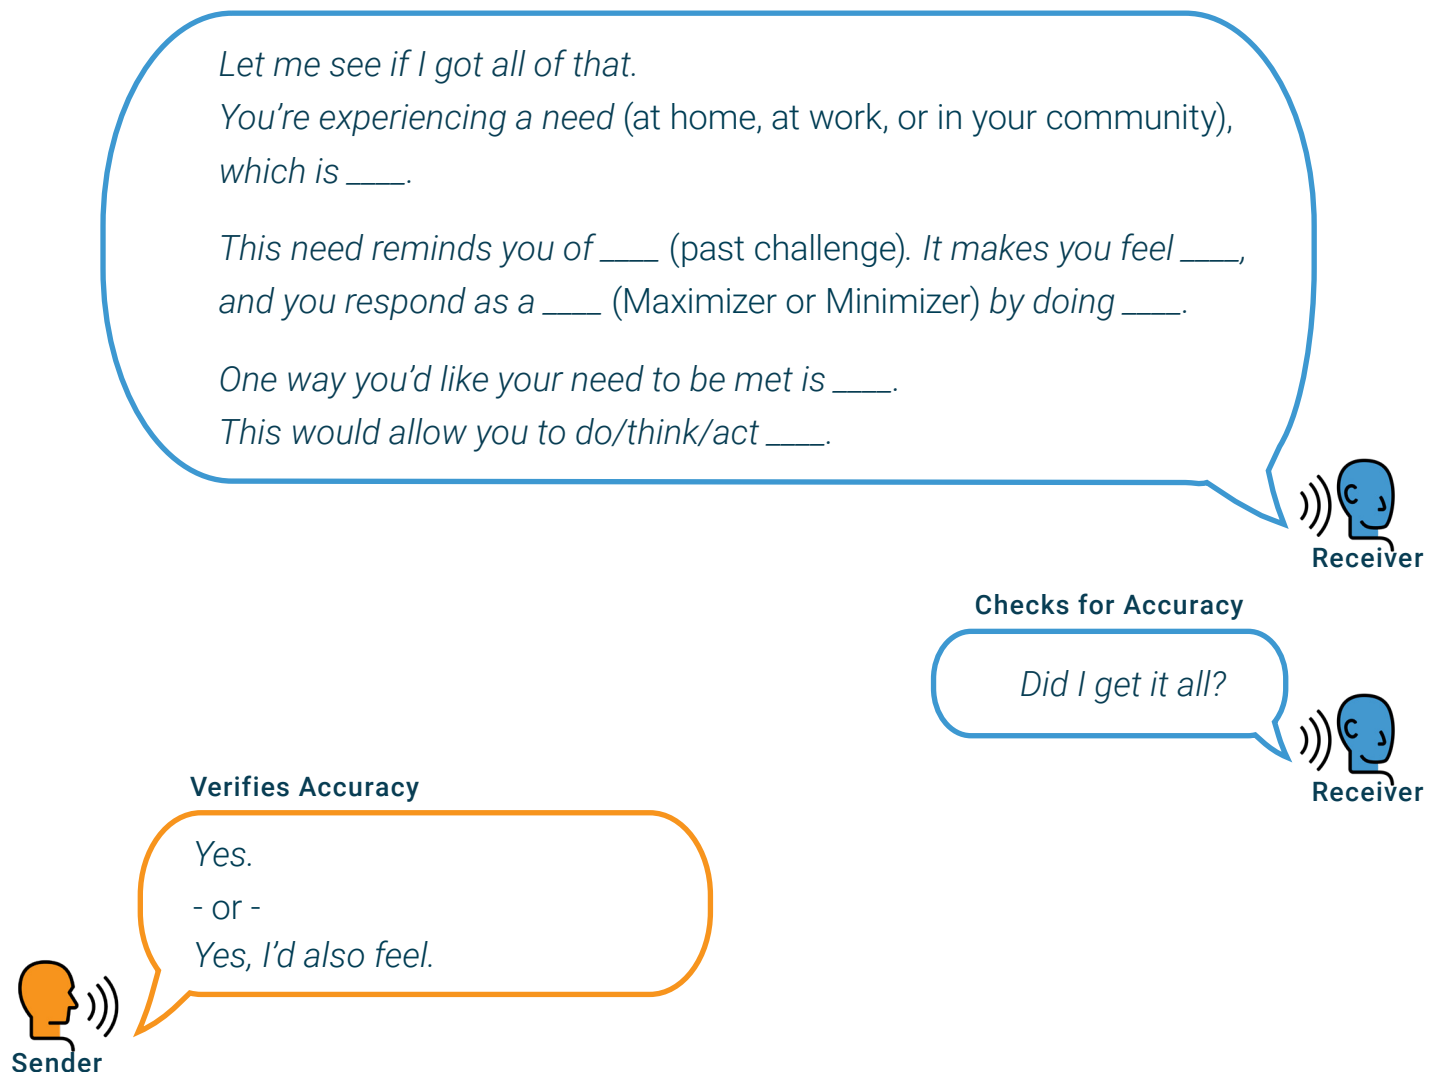 Let me see if I got all of that.
You're experiencing a need (at home, at work, or in your community),
which is ____.
This need reminds you of ____ (past challenge). It makes you feel ____,
and you respond as a ____ (Maximizer or Minimizer) by doing ____.
One way you'd like your need to be met is ____.
This would allow you to do/think/act ____.
Receiver
Checks for Accuracy
Did I get it all?
Receiver
Verifies Accuracy
Yes.
- or -
Yes, I'd also feel.
Sender